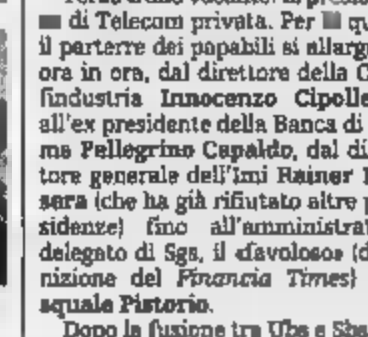 di Telecom privata. Per
il parterre dei papabili si allarg
ora in ora, dal direttore della C
findustria Innocenzo Cipolle
all'ex presidente della Banca di
ma Pellegrino Capaldo, dal di
tore generale dell'Imi Rainer
sera (che ha già rifiutato altre p
sidenze) fino all'amministrat
delegato di Sgs, il «favoloso» (d
nizione del Financia Times)
squale Pistorio.
Dopo la fusione tra Ubs e Sba